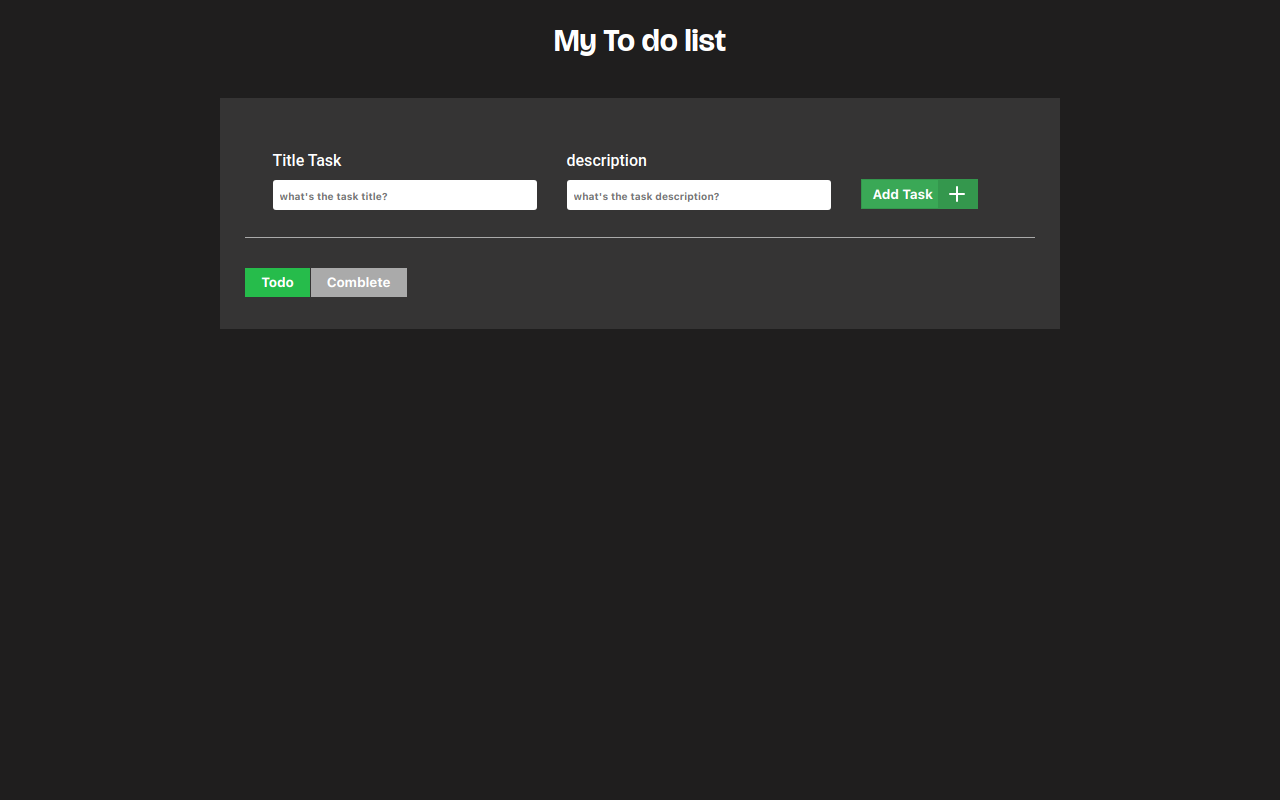 My To do list
Title Task
description
what's the task title?
what's the task description?
Add Task
Todo
Comblete